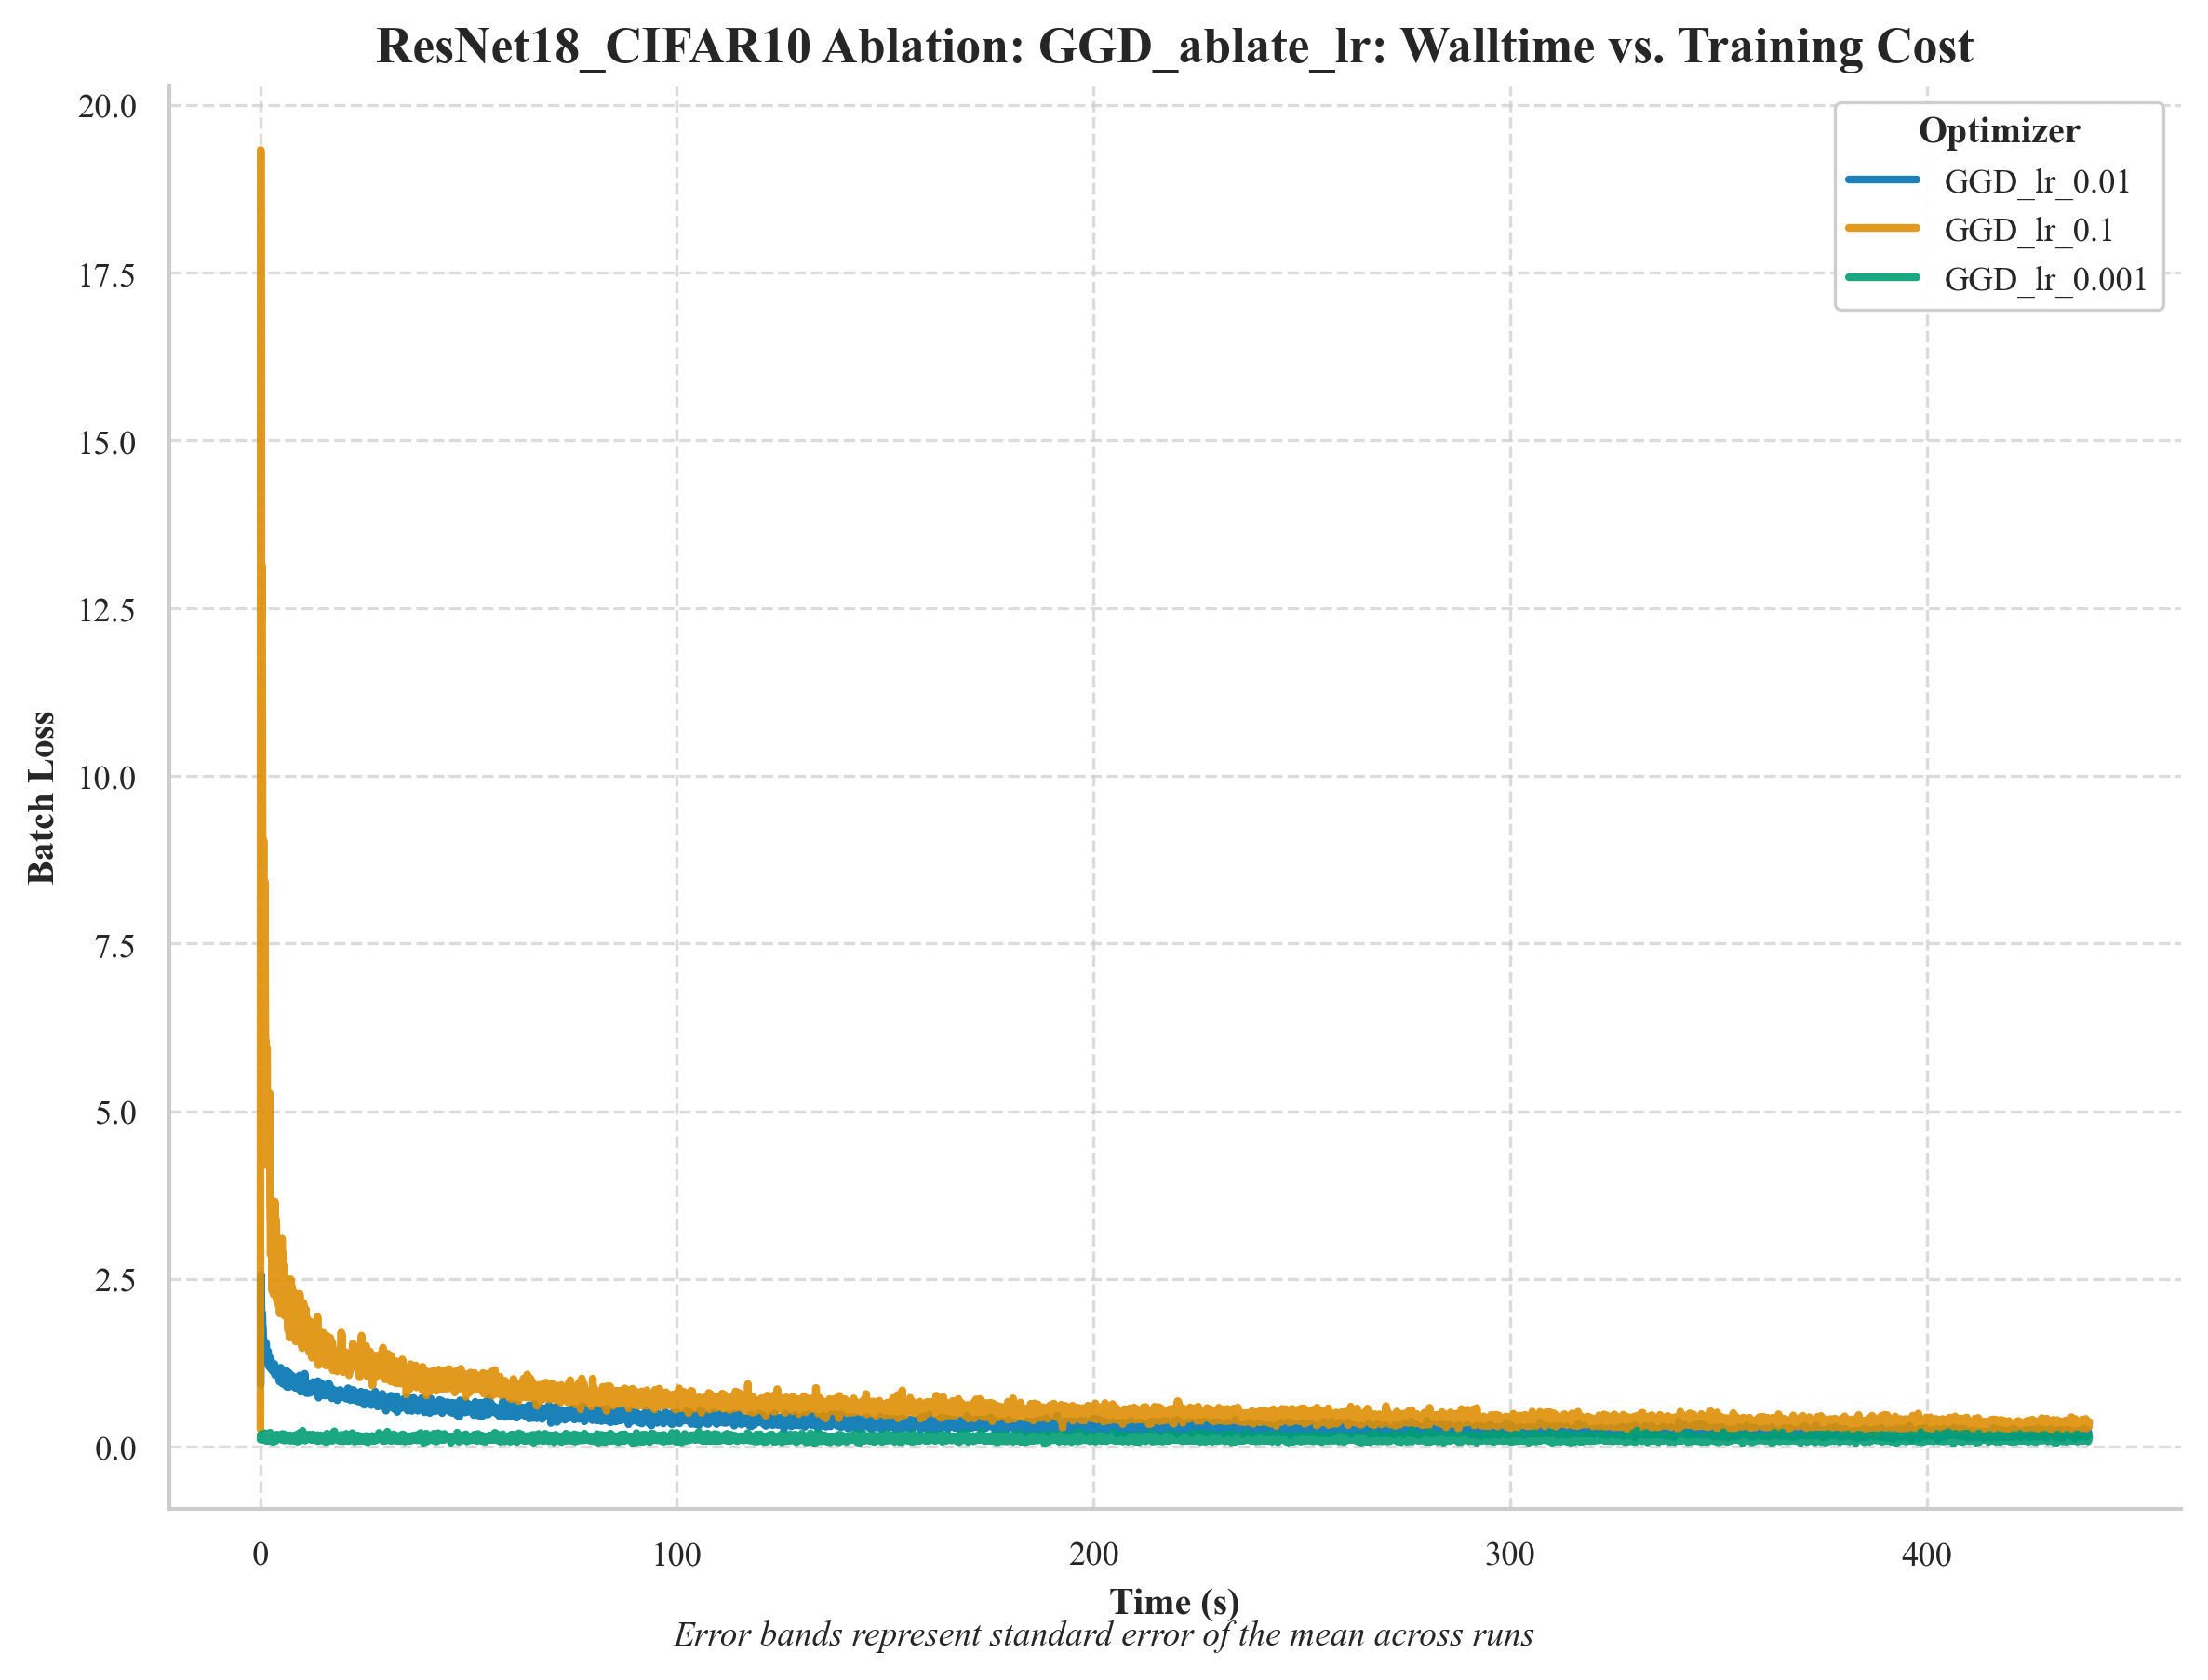 ResNet18_CIFAR10 Ablation: GGD_ablate_lr: Walltime vs. Training Cost
20.0
17.5
15.0
12.5
10.0
7.5
5.0
2.5
0.0
Batch Loss
Optimizer
GGD_lr_0.01
GGD_lr_0.1
GGD_lr_0.001
0 100 200 300 400
Time (s)
Error bands represent standard error of the mean across runs